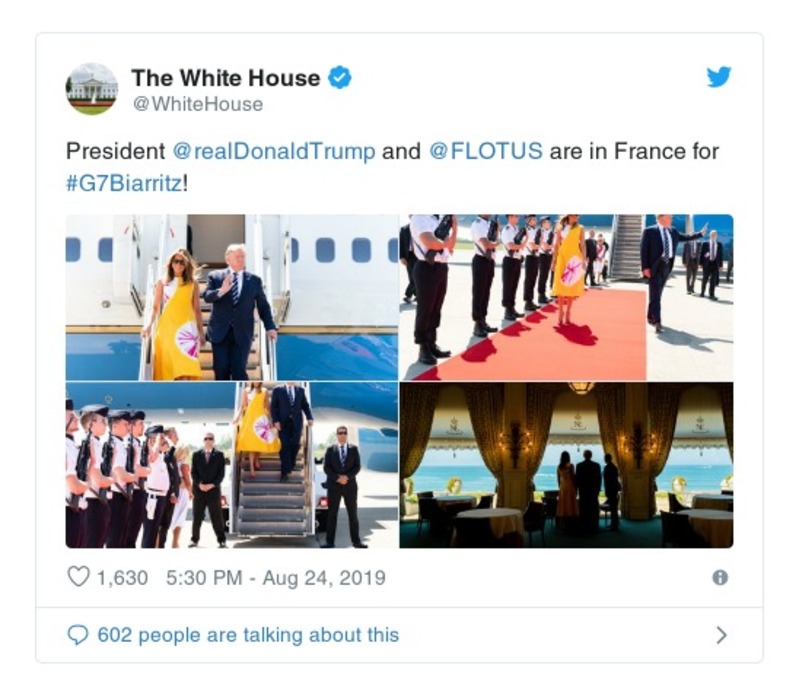 The White House
@WhiteHouse
President @realDonaldTrump and @FLOTUS are in France for
#G7Biarritz!
1,630 5:30 PM - Aug 24, 2019
602 people are talking about this